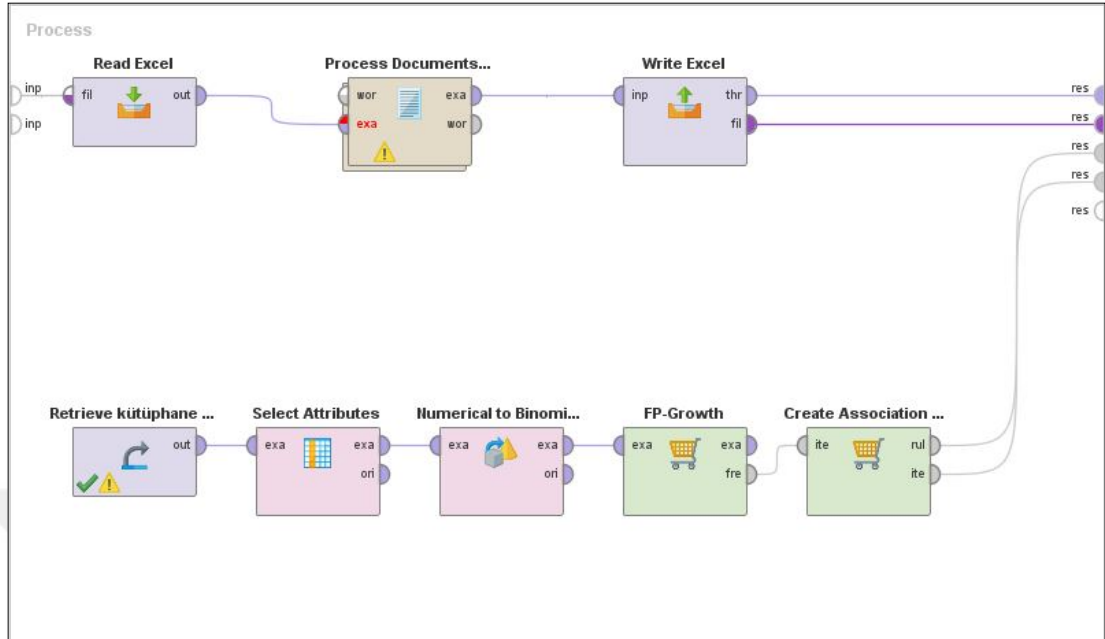 Process
Read Excel
Process Documents...
Write Excel
inp
fil
out
wor
exa
inp
thr
res
inp
exa
wor
fil
res
res
res
res
Retrieve kütüphane ...
Select Attributes
Numerical to Binomi...
FP-Growth
Create Association ...
out
exa
exa
exa
exa
exa
exa
ite
rul
ori
ori
fre
ite